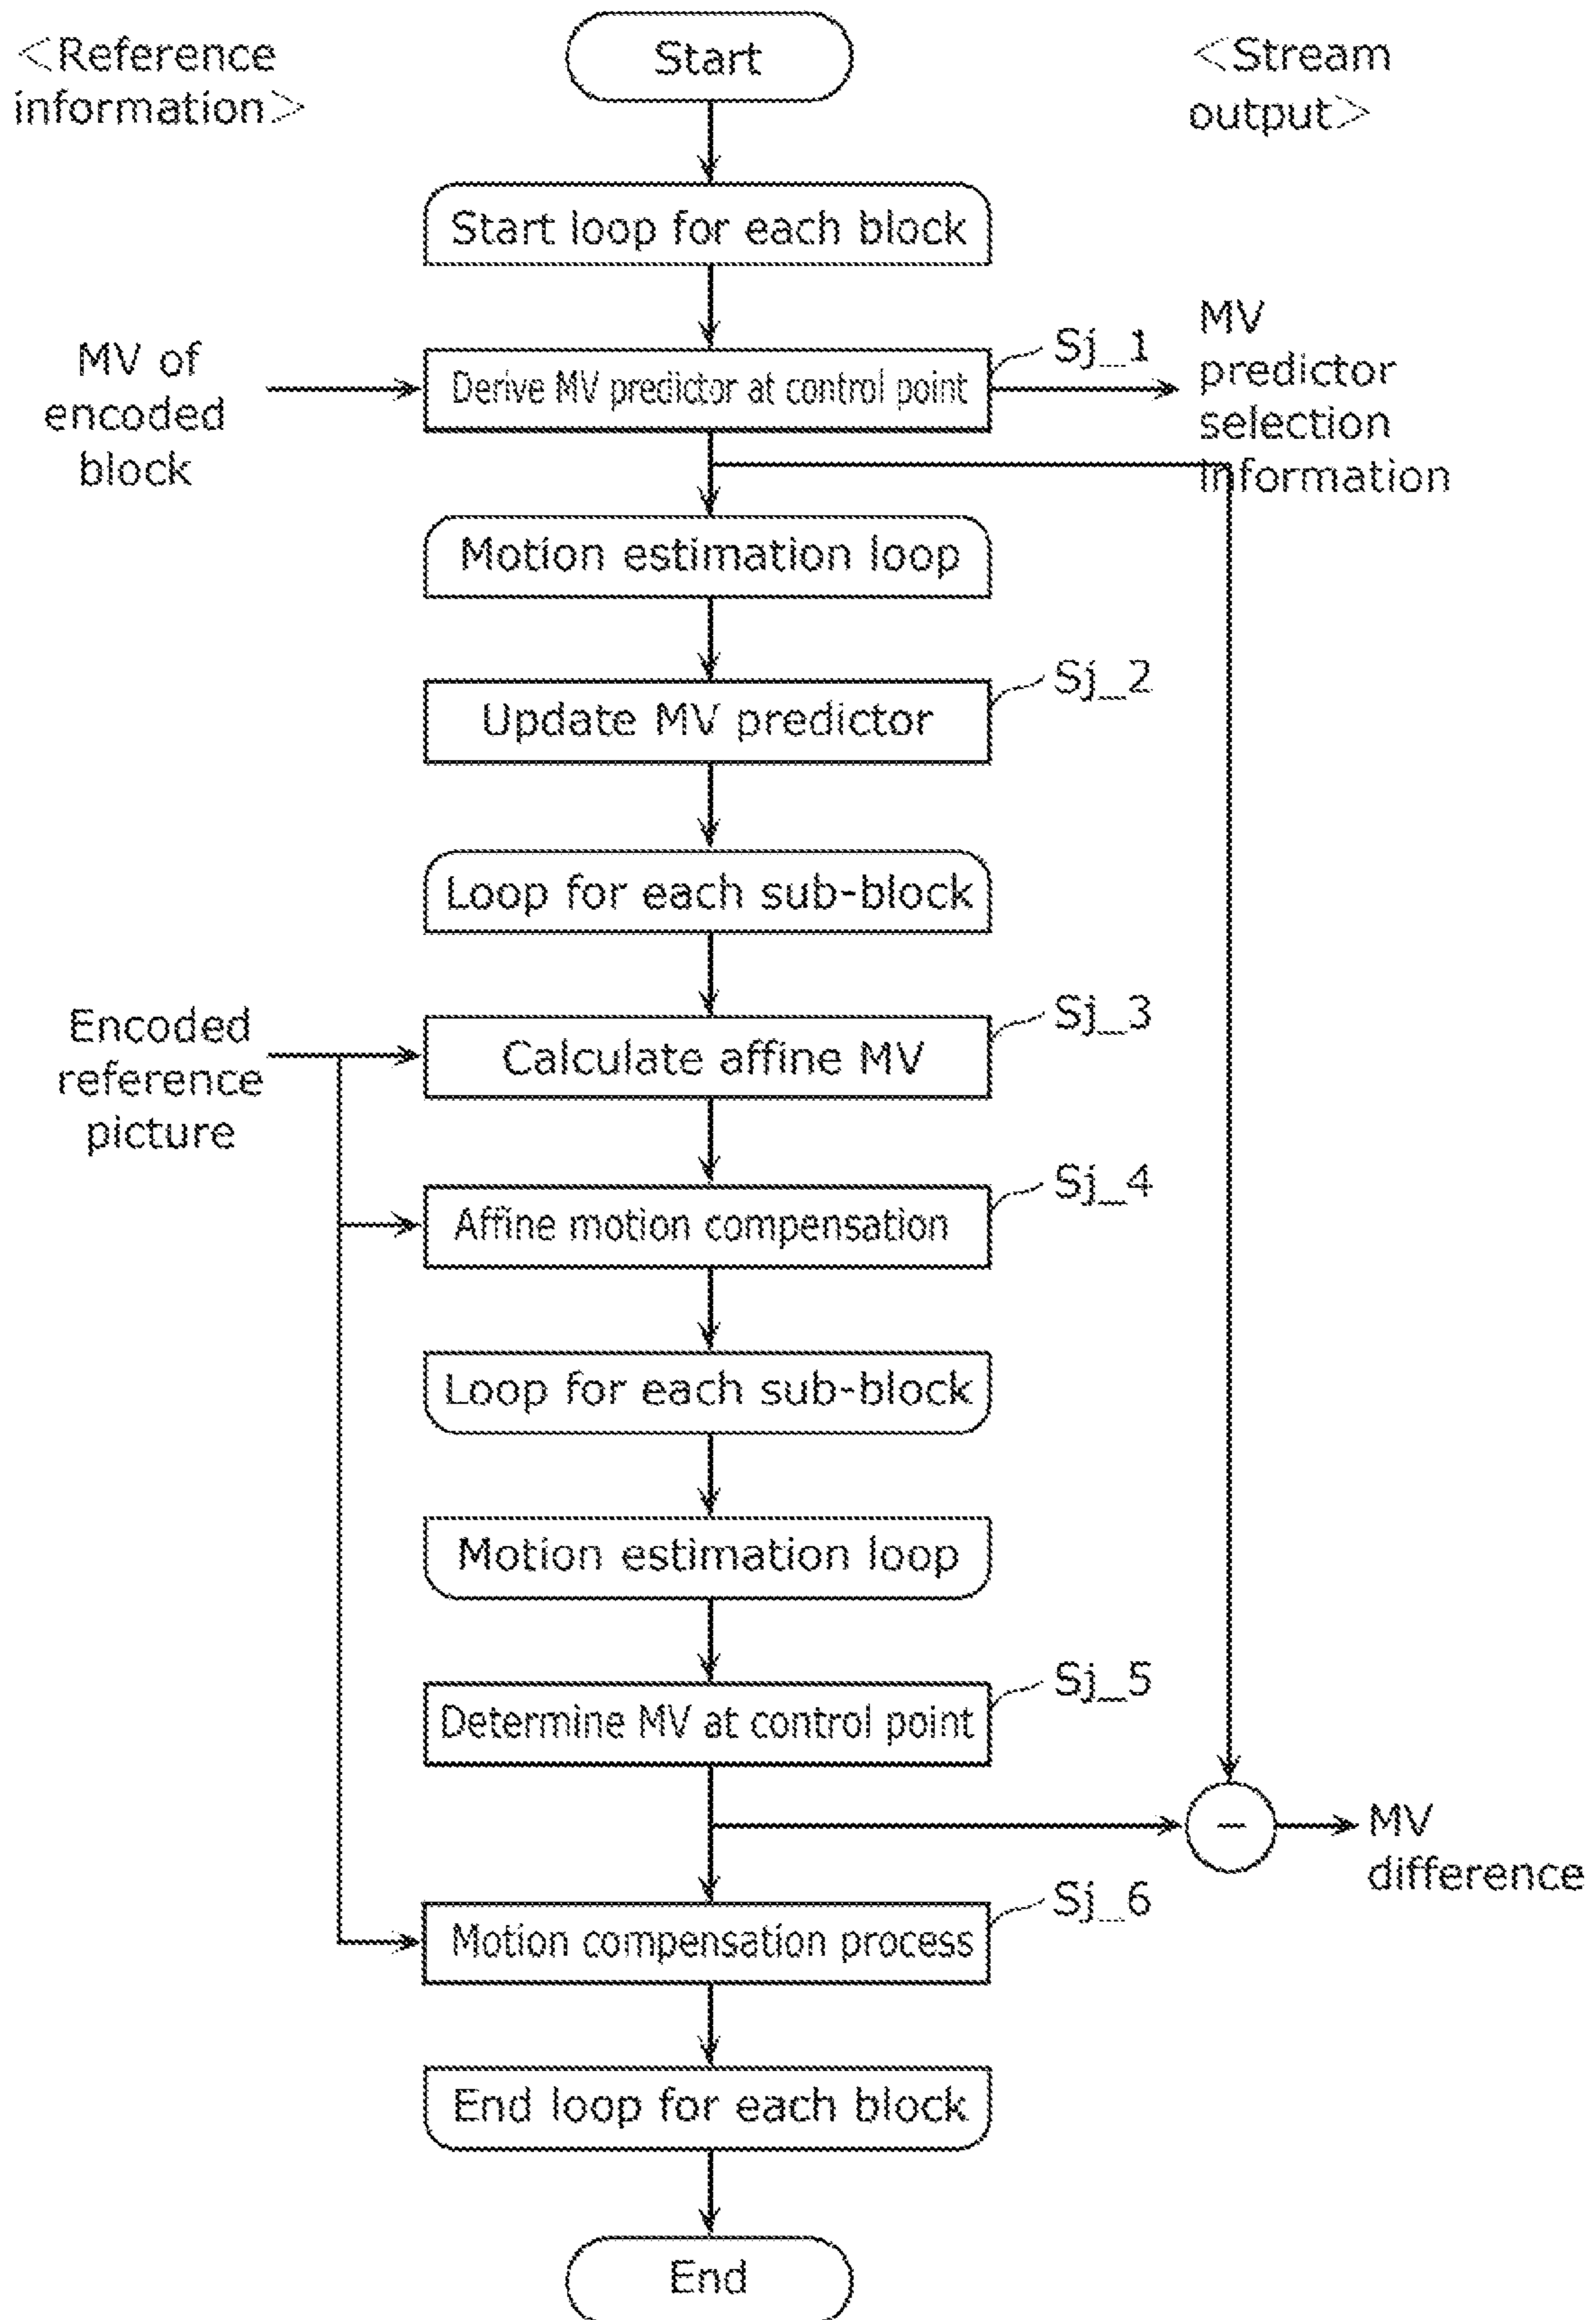 <Reference
information>
Start
<Stream
output>
Start loop for each block
MV of
encoded
block
Derive MV predictor at control point
Sj_1
MV
predictor
selection
information
Motion estimation loop
Sj_2
Update MV predictor
Loop for each sub-block
Encoded
reference
picture
Sj_3
Calculate affine MV
Sj_4
Affine motion compensation
Loop for each sub-block
Motion estimation loop
Sj_5
Determine MV at control point
−
MV
difference
Sj_6
Motion compensation process
End loop for each block
End